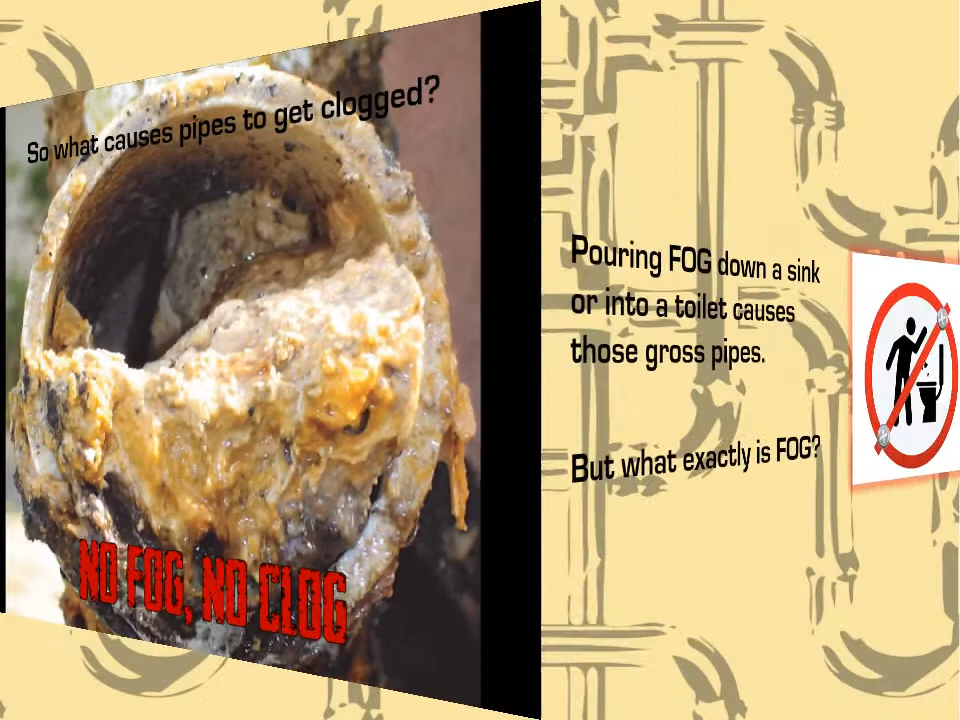 So what causes pipes to get clogged?
NO FOG, NO CLOG
Pouring FOG down a sink
or into a toilet causes
those gross pipes.
But what exactly is FOG?